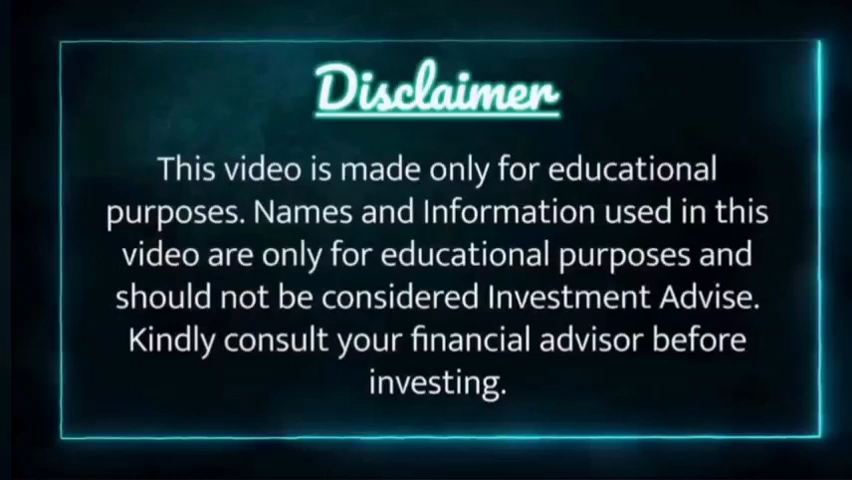 Disclaimer
This video is made only for educational
purposes. Names and Information used in this
video are only for educational purposes and
should not be considered Investment Advise.
Kindly consult your financial advisor before
investing.